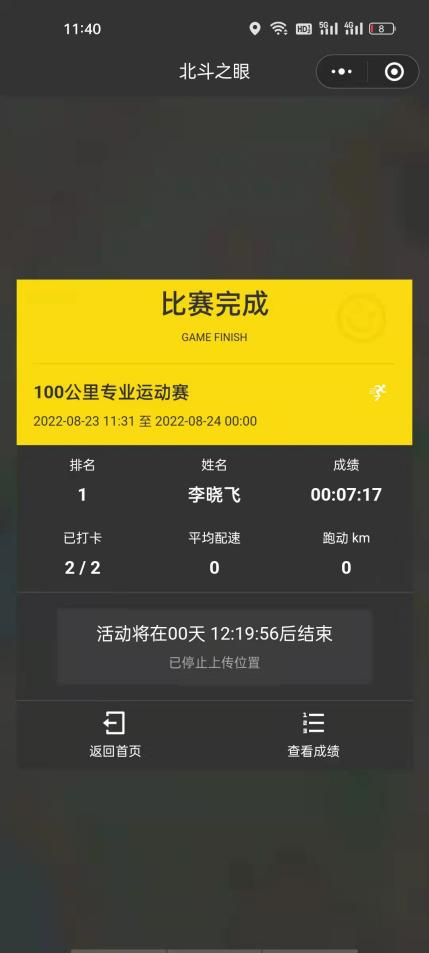 11:40
HD 5G 4G 8
北斗之眼
比赛完成
GAME FINISH
100公里专业运动赛
2022-08-23 11:31 至 2022-08-24 00:00
排名 姓名 成绩
1 李晓飞 00:07:17
已打卡 平均配速 跑动 km
2 / 2 0 0
活动将在00天 12:19:56后结束
已停止上传位置
返回首页 查看成绩